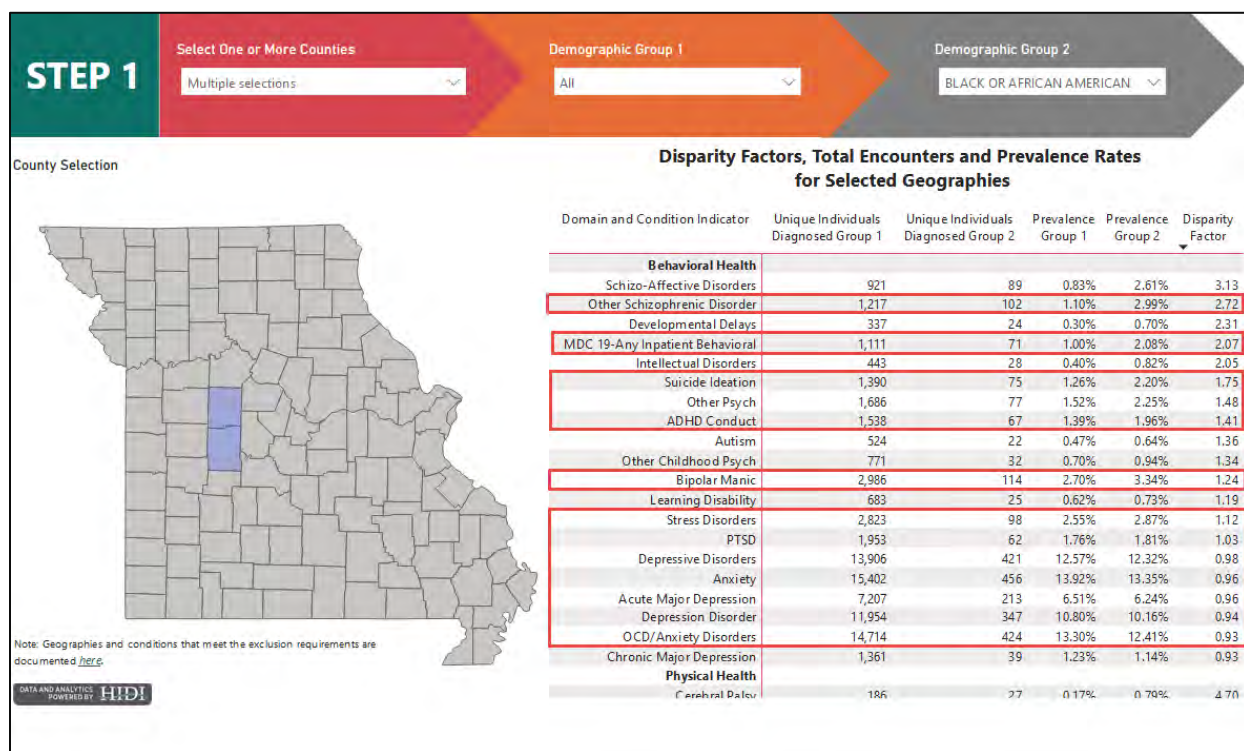 STEP 1
Select One or More Counties
Multiple selections
Demographic Group 1
All
Demographic Group 2
BLACK OR AFRICAN AMERICAN
County Selection
Note: Geographies and conditions that meet the exclusion requirements are
documented here.
DATA AND ANALYTICS
POWERED BY HIDI
Disparity Factors, Total Encounters and Prevalence Rates
for Selected Geographies
Domain and Condition Indicator Unique Individuals Unique Individuals Prevalence Prevalence Disparity
Diagnosed Group 1 Diagnosed Group 2 Group 1 Group 2 Factor
Behavioral Health
Schizo-Affective Disorders 921 89 0.83% 2.61% 3.13
Other Schizophrenic Disorder 1,217 102 1.10% 2.99% 2.72
Developmental Delays 337 24 0.30% 0.70% 2.31
MDC 19-Any Inpatient Behavioral 1,111 71 1.00% 2.08% 2.07
Intellectual Disorders 443 28 0.40% 0.82% 2.05
Suicide Ideation 1,390 75 1.26% 2.20% 1.75
Other Psych 1,686 77 1.52% 2.25% 1.48
ADHD Conduct 1,538 67 1.39% 1.96% 1.41
Autism 524 22 0.47% 0.64% 1.36
Other Childhood Psych 771 32 0.70% 0.94% 1.34
Bipolar Manic 2,986 114 2.70% 3.34% 1.24
Learning Disability 683 25 0.62% 0.73% 1.19
Stress Disorders 2,823 98 2.55% 2.87% 1.12
PTSD 1,953 62 1.76% 1.81% 1.03
Depressive Disorders 13,906 421 12.57% 12.32% 0.98
Anxiety 15,402 456 13.92% 13.35% 0.96
Acute Major Depression 7,207 213 6.51% 6.24% 0.96
Depression Disorder 11,954 347 10.80% 10.16% 0.94
OCD/Anxiety Disorders 14,714 424 13.30% 12.41% 0.93
Chronic Major Depression 1,361 39 1.23% 1.14% 0.93
Physical Health
Cerebral Palsy 186 27 0.17% 0.79% 4.70